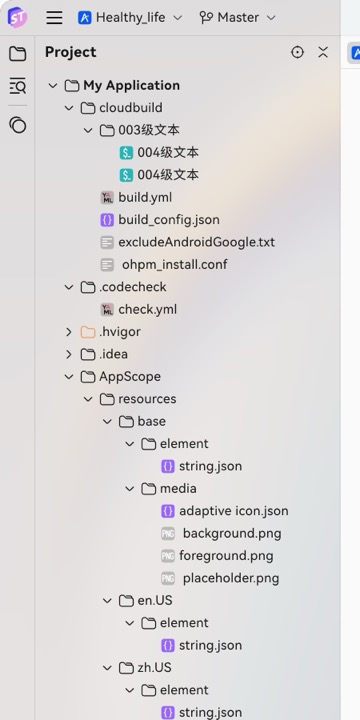 Healthy_life
Master
Project
My Application
cloudbuild
003级文本
004级文本
004级文本
build.yml
build_config.json
excludeAndroidGoogle.txt
ohpm_install.conf
.codecheck
check.yml
.hvigor
.idea
AppScope
resources
base
element
string.json
media
adaptive icon.json
background.png
foreground.png
placeholder.png
en.US
element
string.json
zh.US
element
string.json